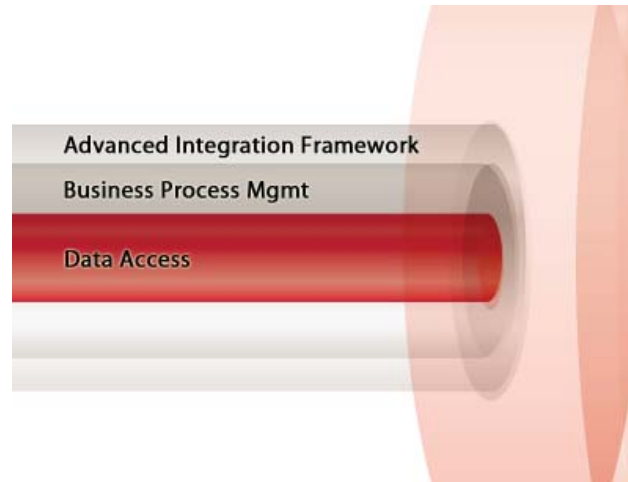 Advanced Integration Framework
Business Process Mgmt
Data Access